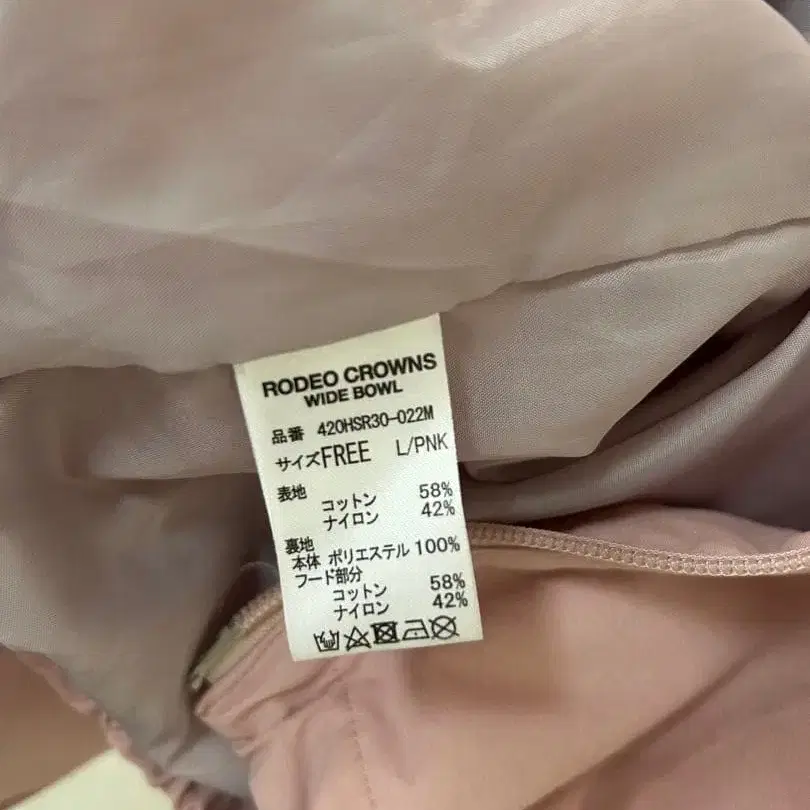 RODEO CROWNS
WIDE BOWL
品番 420HSR30-022M
サイズFREE L/PNK
表地
コットン 58%
ナイロン 42%
裏地
本体 ポリエステル 100%
フード部分
コットン 58%
ナイロン 42%